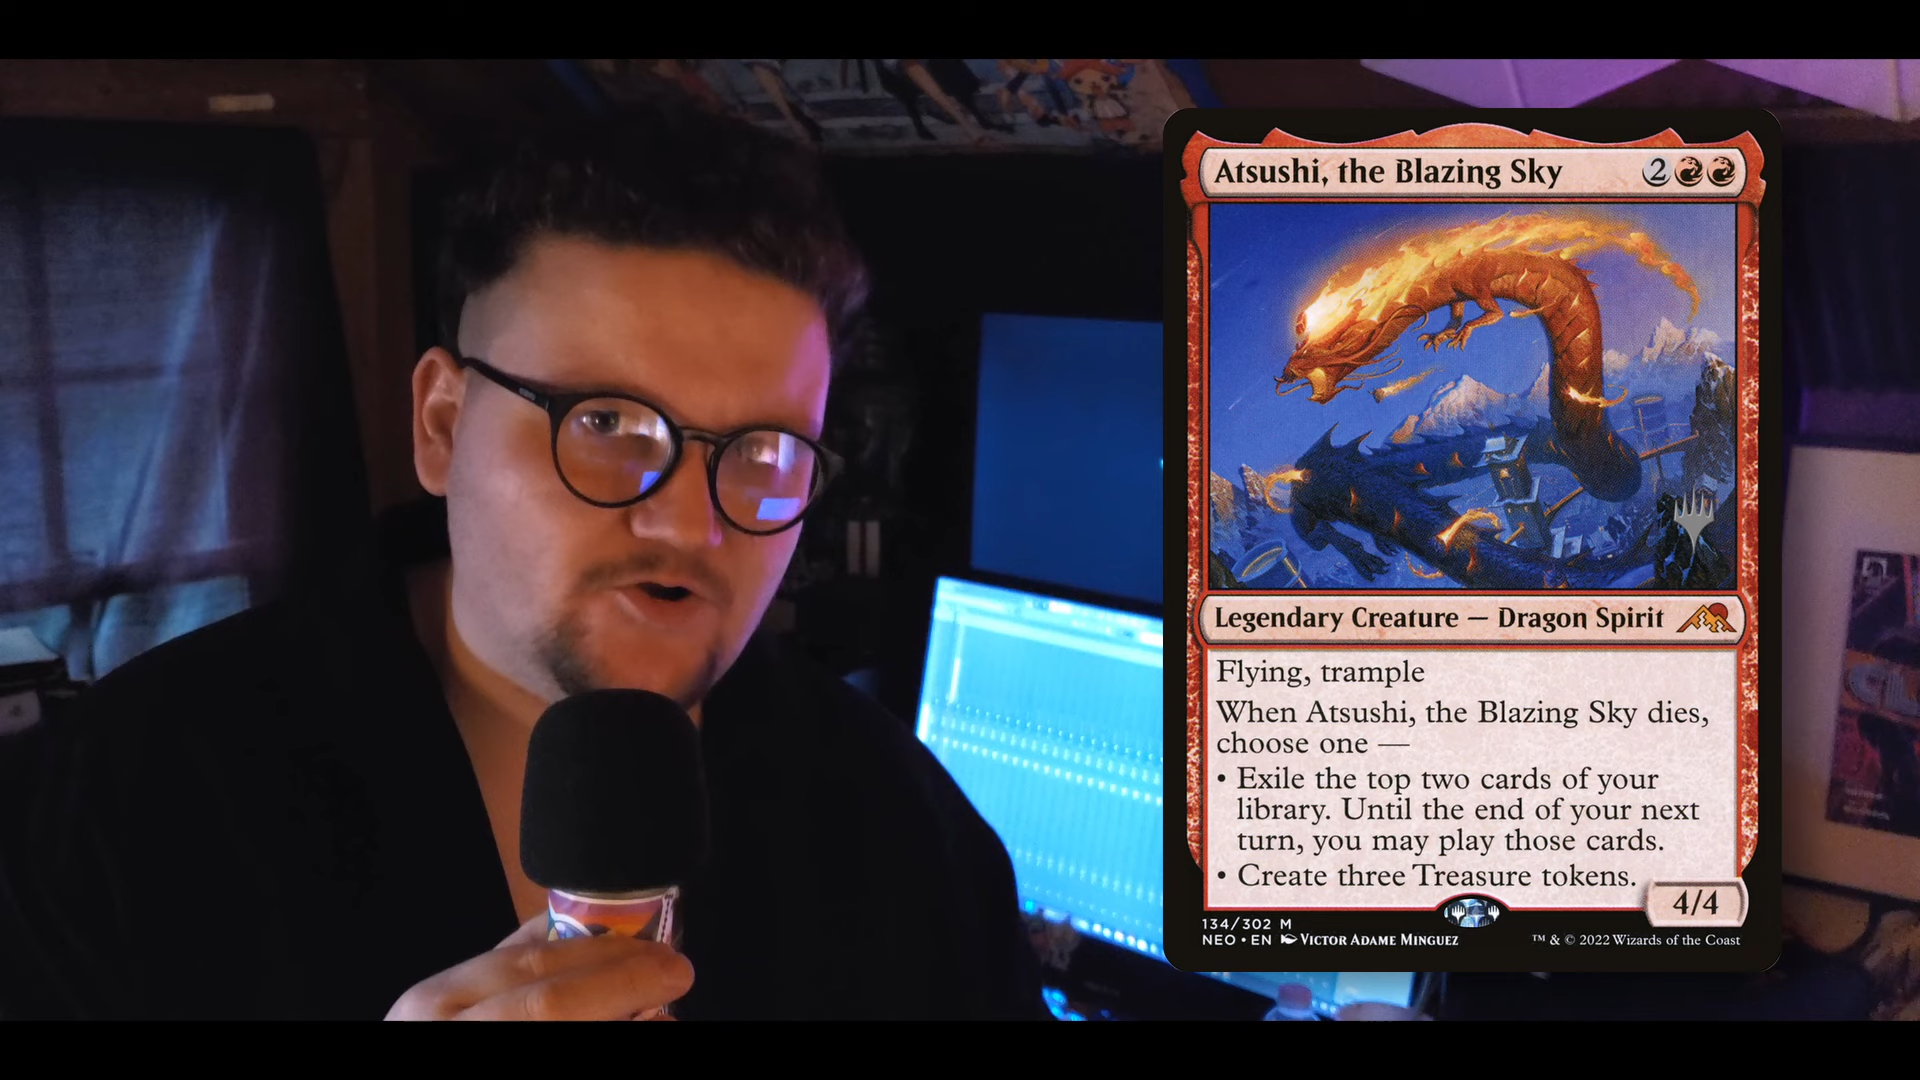 Atsushi, the Blazing Sky 2
Legendary Creature — Dragon Spirit
Flying, trample
When Atsushi, the Blazing Sky dies,
choose one —
• Exile the top two cards of your
library. Until the end of your next
turn, you may play those cards.
• Create three Treasure tokens.
4/4
134/302 M
NEO • EN VICTOR ADAME MINGUEZ
™ & © 2022 Wizards of the Coast